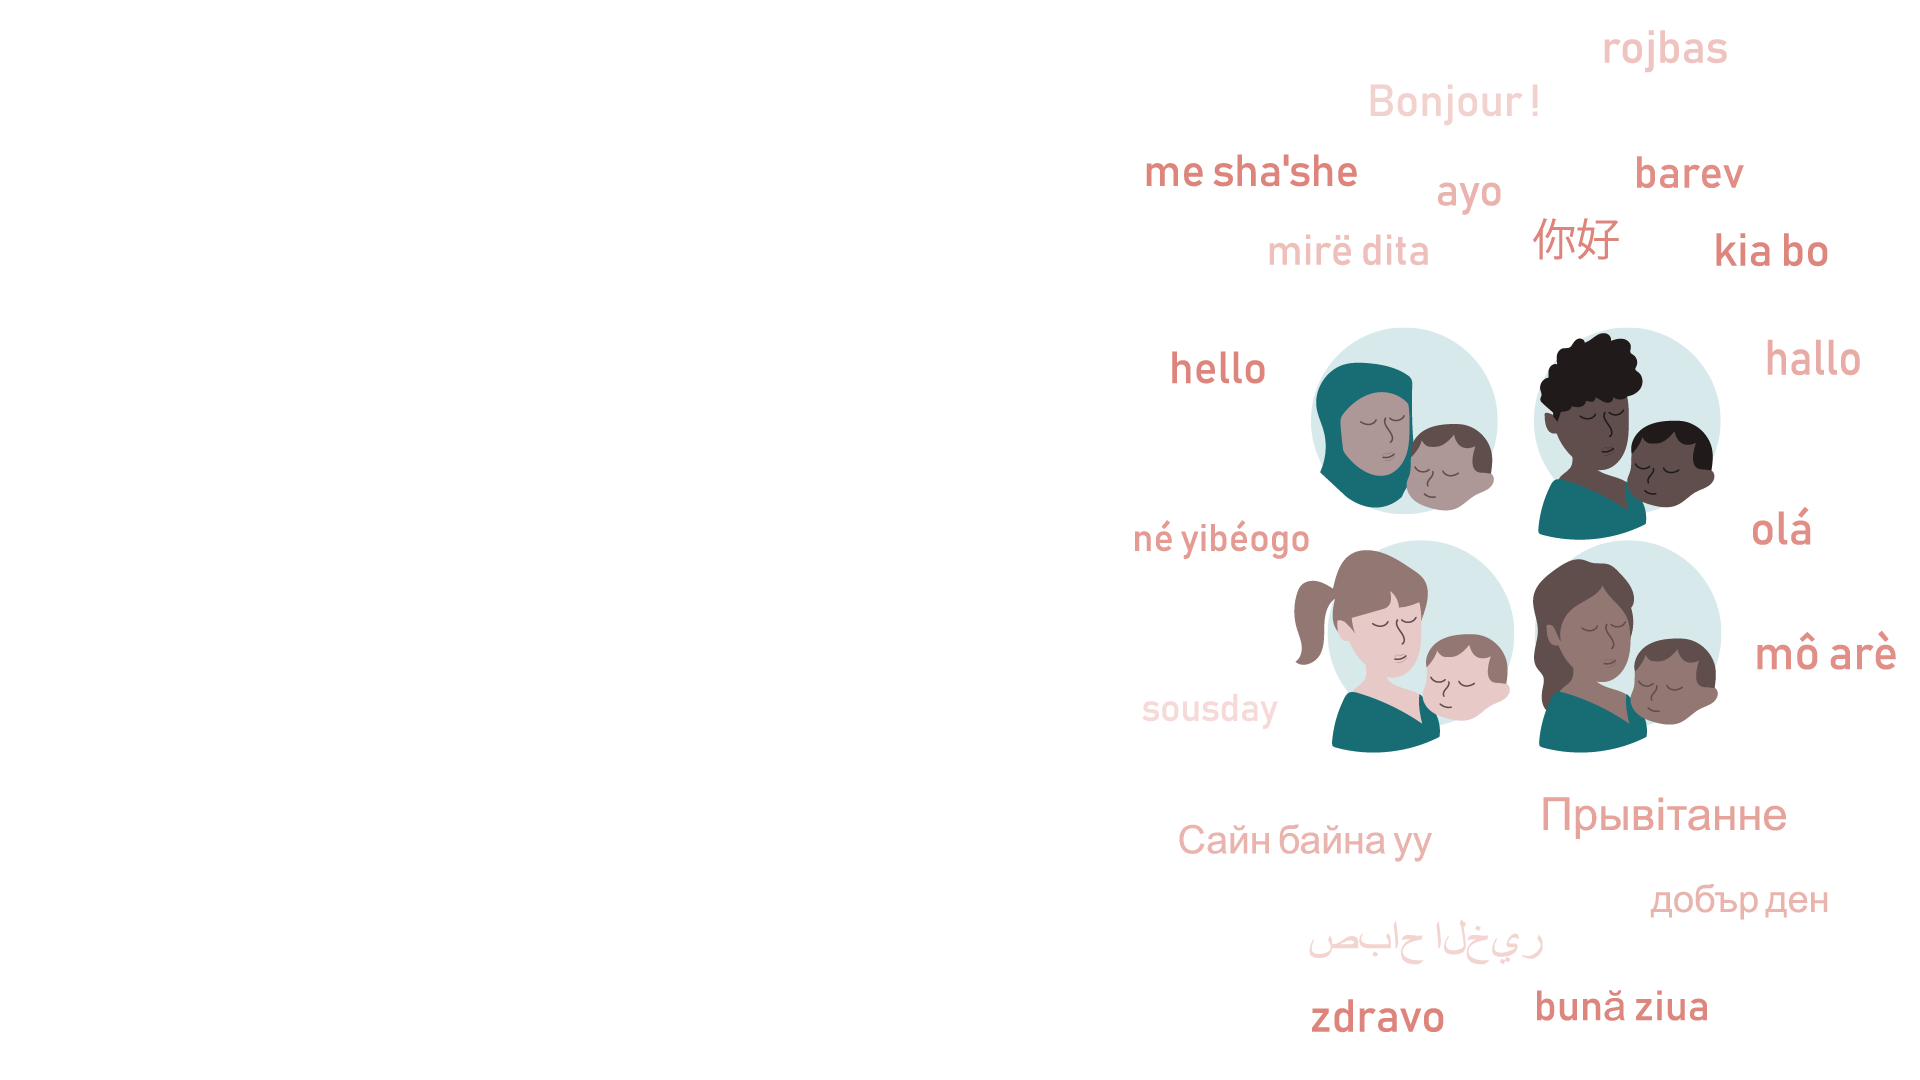 rojbas
Bonjour !
me sha'she
ayo
barev
mirë dita
你好
kia bo
hello
hallo
né yibéogo
olá
mô arè
sousday
Прывітанне
Сайн байна уу
добър ден
صباح الخير
zdravo
bună ziua